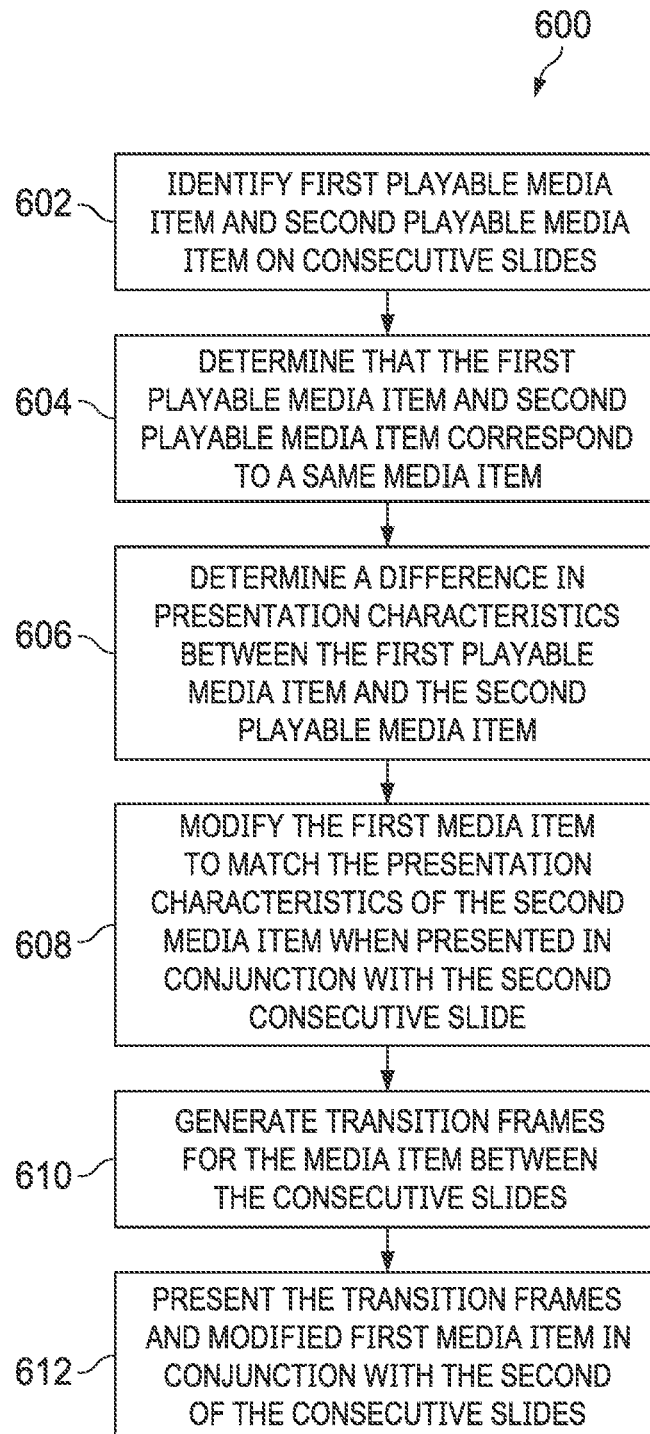 600
602
IDENTIFY FIRST PLAYABLE MEDIA
ITEM AND SECOND PLAYABLE MEDIA
ITEM ON CONSECUTIVE SLIDES
604
DETERMINE THAT THE FIRST
PLAYABLE MEDIA ITEM AND SECOND
PLAYABLE MEDIA ITEM CORRESPOND
TO A SAME MEDIA ITEM
606
DETERMINE A DIFFERENCE IN
PRESENTATION CHARACTERISTICS
BETWEEN THE FIRST PLAYABLE
MEDIA ITEM AND THE SECOND
PLAYABLE MEDIA ITEM
608
MODIFY THE FIRST MEDIA ITEM
TO MATCH THE PRESENTATION
CHARACTERISTICS OF THE SECOND
MEDIA ITEM WHEN PRESENTED IN
CONJUNCTION WITH THE SECOND
CONSECUTIVE SLIDE
610
GENERATE TRANSITION FRAMES
FOR THE MEDIA ITEM BETWEEN
THE CONSECUTIVE SLIDES
612
PRESENT THE TRANSITION FRAMES
AND MODIFIED FIRST MEDIA ITEM IN
CONJUNCTION WITH THE SECOND
OF THE CONSECUTIVE SLIDES